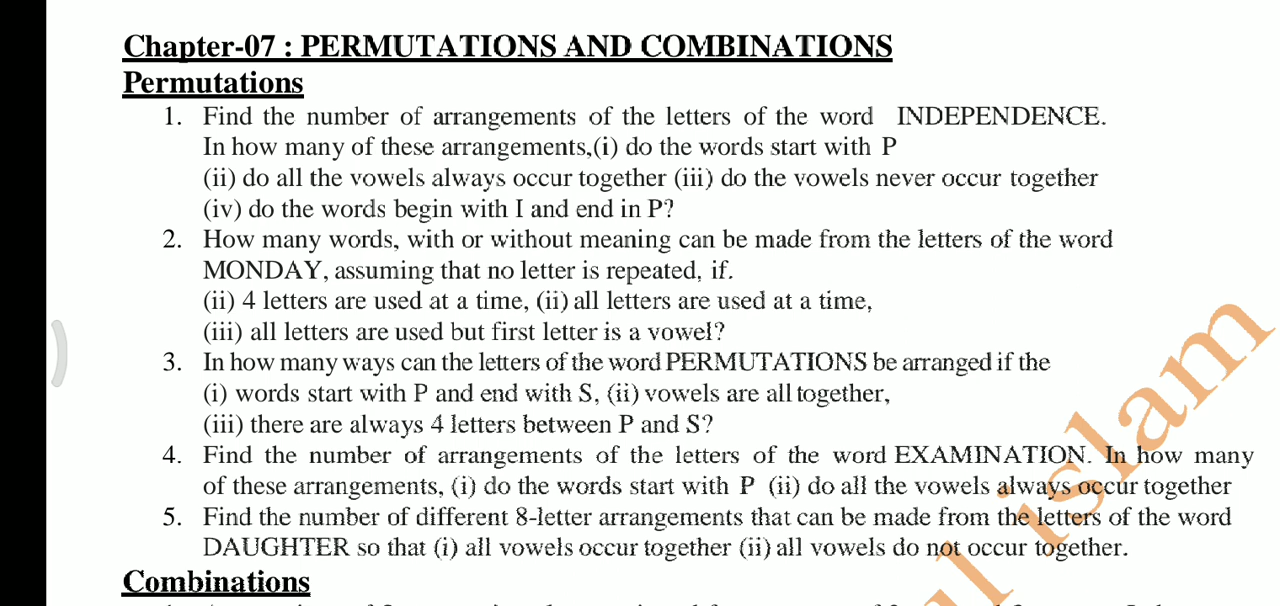 Chapter-07 : PERMUTATIONS AND COMBINATIONS
Permutations
1. Find the number of arrangements of the letters of the word INDEPENDENCE.
In how many of these arrangements,(i) do the words start with P
(ii) do all the vowels always occur together (iii) do the vowels never occur together
(iv) do the words begin with I and end in P?
2. How many words, with or without meaning can be made from the letters of the word
MONDAY, assuming that no letter is repeated, if.
(ii) 4 letters are used at a time, (ii) all letters are used at a time,
(iii) all letters are used but first letter is a vowel?
3. In how many ways can the letters of the word PERMUTATIONS be arranged if the
(i) words start with P and end with S, (ii) vowels are all together,
(iii) there are always 4 letters between P and S?
4. Find the number of arrangements of the letters of the word EXAMINATION. In how many
of these arrangements, (i) do the words start with P (ii) do all the vowels always occur together
5. Find the number of different 8-letter arrangements that can be made from the letters of the word
DAUGHTER so that (i) all vowels occur together (ii) all vowels do not occur together.
Combinations
islam